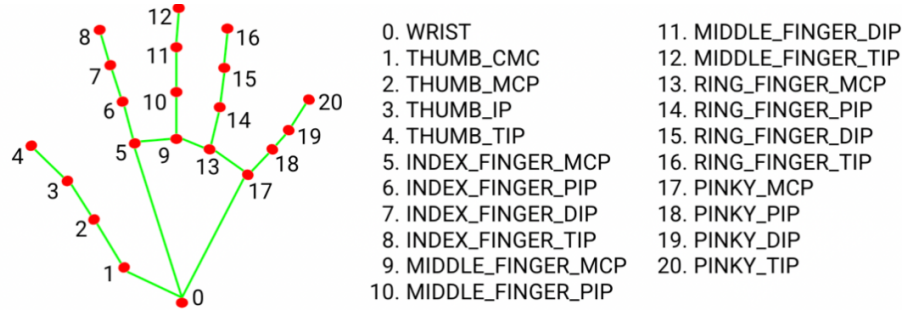 12
8
16
11
7
15
10
6
14
20
19
5
9
13
18
4
17
3
2
1
0
0. WRIST
1. THUMB_CMC
2. THUMB_MCP
3. THUMB_IP
4. THUMB_TIP
5. INDEX_FINGER_MCP
6. INDEX_FINGER_PIP
7. INDEX_FINGER_DIP
8. INDEX_FINGER_TIP
9. MIDDLE_FINGER_MCP
10. MIDDLE_FINGER_PIP
11. MIDDLE_FINGER_DIP
12. MIDDLE_FINGER_TIP
13. RING_FINGER_MCP
14. RING_FINGER_PIP
15. RING_FINGER_DIP
16. RING_FINGER_TIP
17. PINKY_MCP
18. PINKY_PIP
19. PINKY_DIP
20. PINKY_TIP